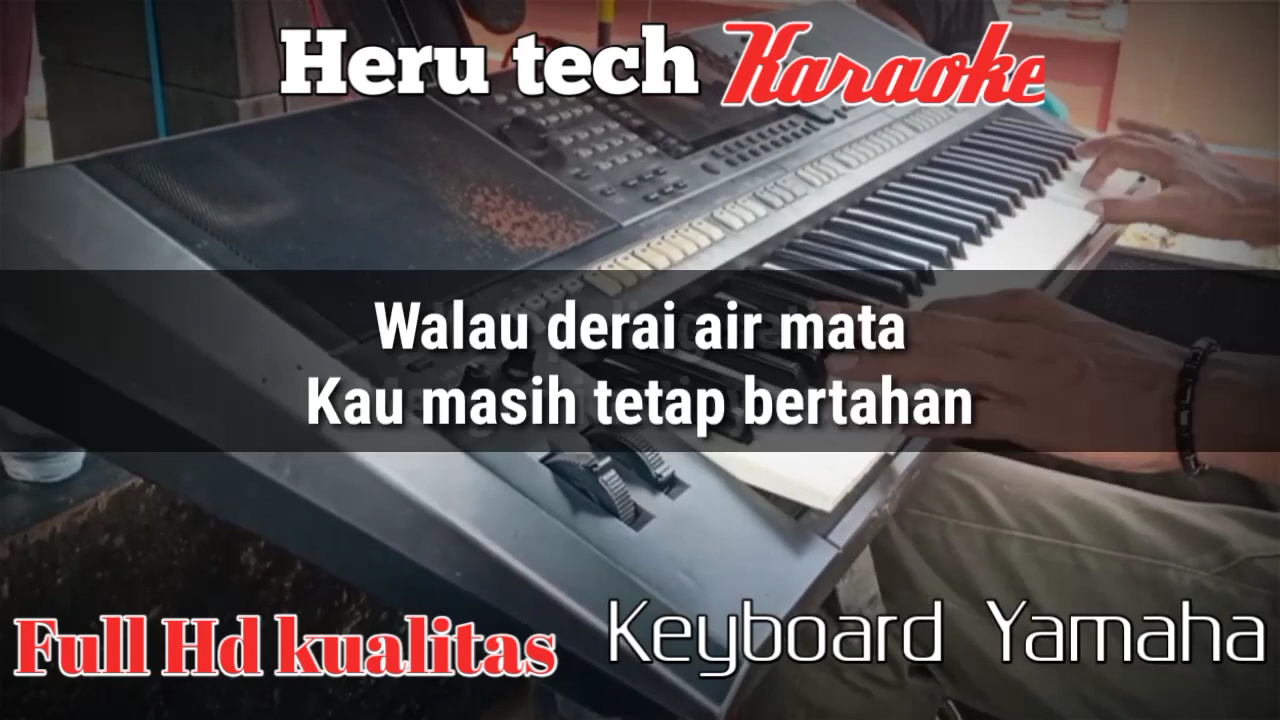 Heru tech Karaoke
Walau derai air mata
Kau masih tetap bertahan
Full Hd kualitas
Keyboard Yamaha